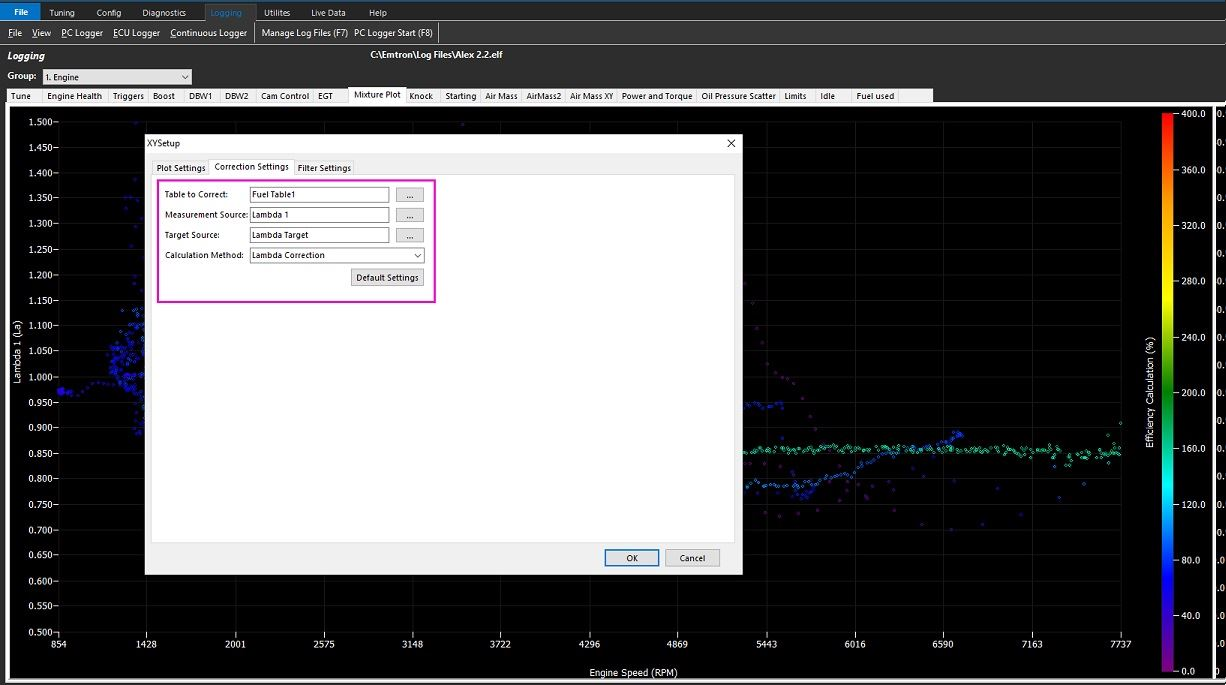 File Tuning Config Diagnostics Logging Utilites Live Data Help
File View PC Logger ECU Logger Continuous Logger Manage Log Files (F7) PC Logger Start (F8)
Logging C:\Emtron\Log Files\Alex 2.2.elf
Group: 1. Engine
Tune Engine Health Triggers Boost DBW1 DBW2 Cam Control EGT Mixture Plot Knock Starting Air Mass AirMass2 Air Mass XY Power and Torque Oil Pressure Scatter Limits Idle Fuel used
XYSetup
Plot Settings Correction Settings Filter Settings
Table to Correct: Fuel Table1 ...
Measurement Source: Lambda 1 ...
Target Source: Lambda Target ...
Calculation Method: Lambda Correction
Default Settings
OK Cancel
Lambda 1 (La)
1.500
1.450
1.400
1.350
1.300
1.250
1.200
1.150
1.100
1.050
1.000
0.950
0.900
0.850
0.800
0.750
0.700
0.650
0.600
0.550
0.500
854 1428 2001 2575 3148 3722 4296 4869 5443 6016 6590 7163 7737
Engine Speed (RPM)
Efficiency Calculation (%)
400.0
360.0
320.0
280.0
240.0
200.0
160.0
120.0
80.0
40.0
0.0